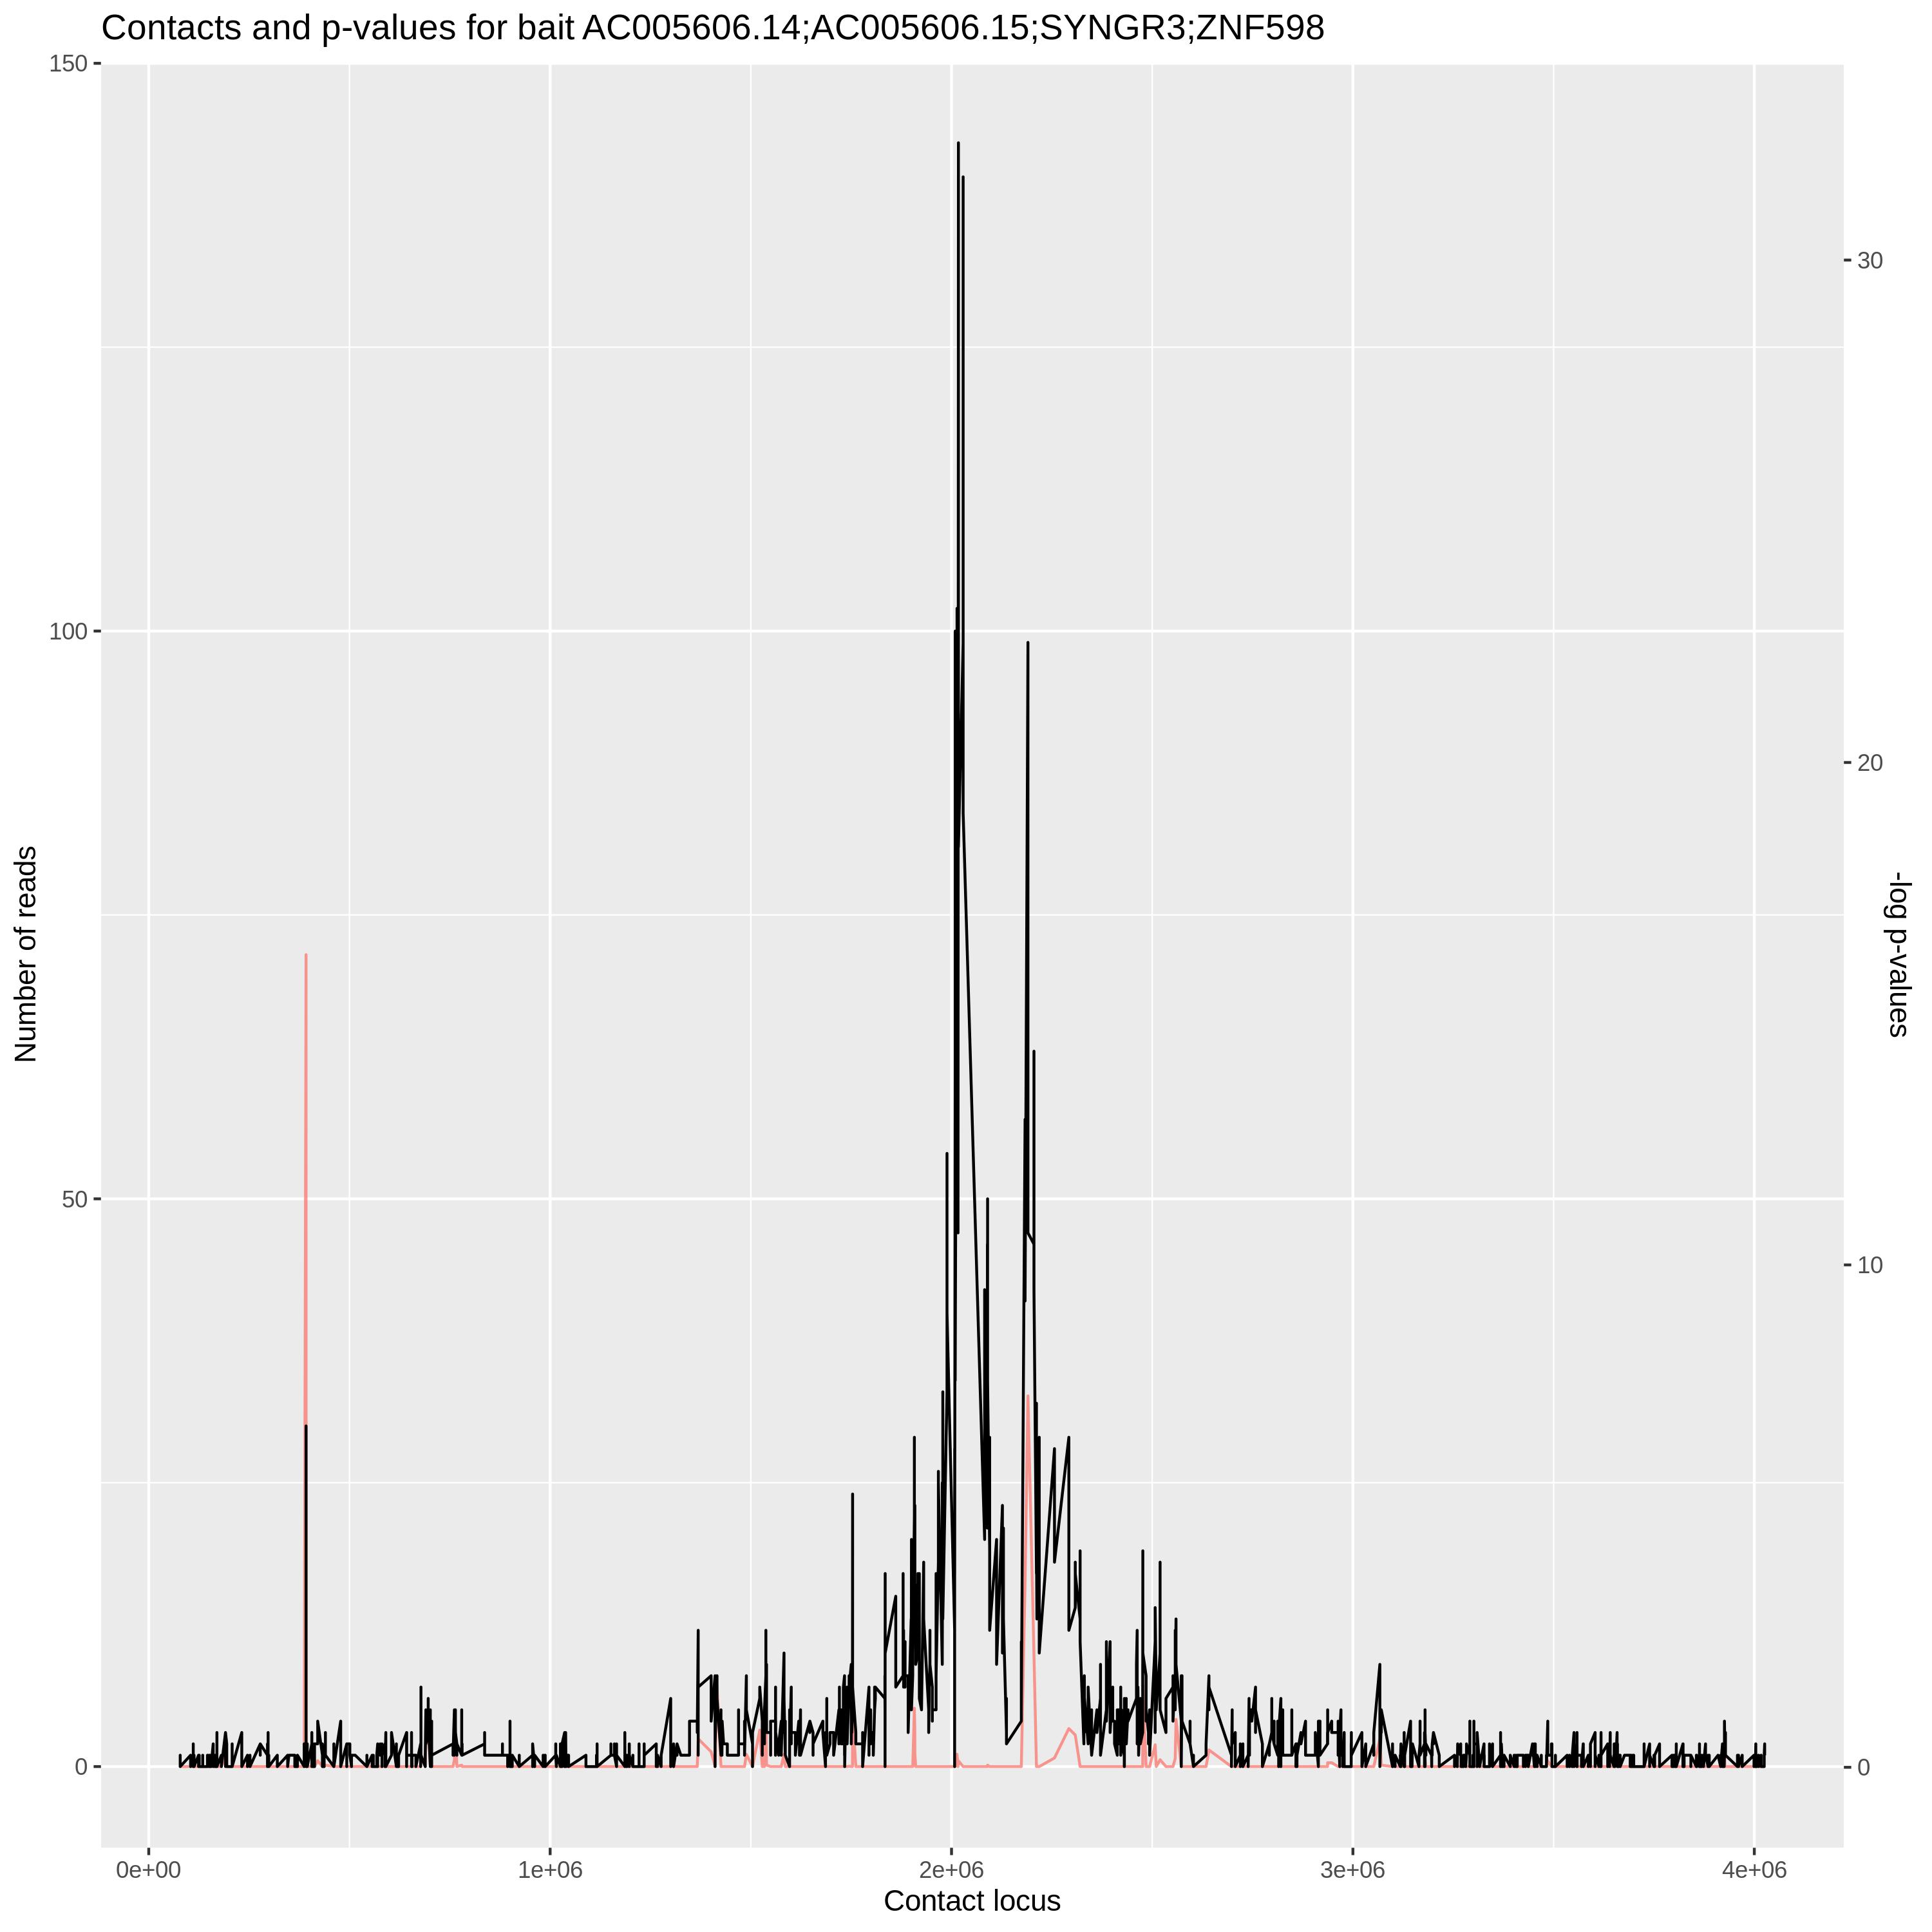 Contacts and p-values for bait AC005606.14;AC005606.15;SYNGR3;ZNF598
150
100
50
0
Number of reads
30
20
10
0
-log p-values
0e+00 1e+06 2e+06 3e+06 4e+06
Contact locus